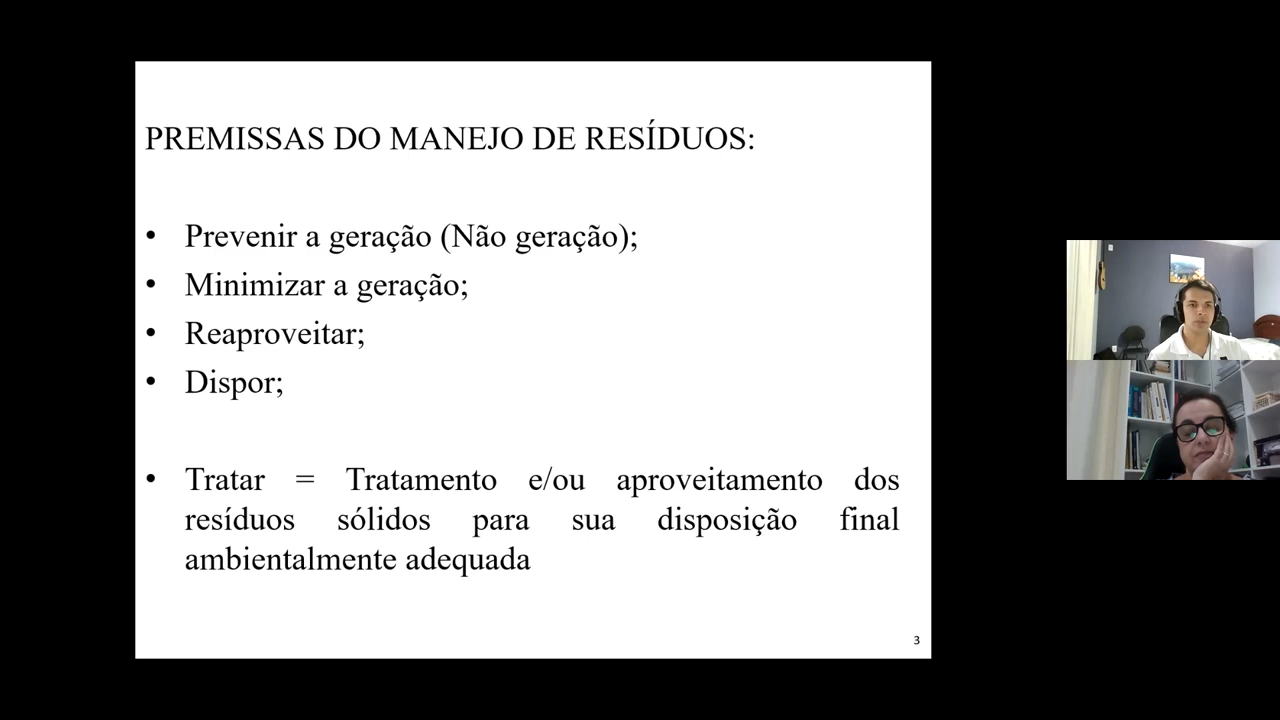 PREMISSAS DO MANEJO DE RESÍDUOS:
• Prevenir a geração (Não geração);
• Minimizar a geração;
• Reaproveitar;
• Dispor;
• Tratar = Tratamento e/ou aproveitamento dos
resíduos sólidos para sua disposição final
ambientalmente adequada
3